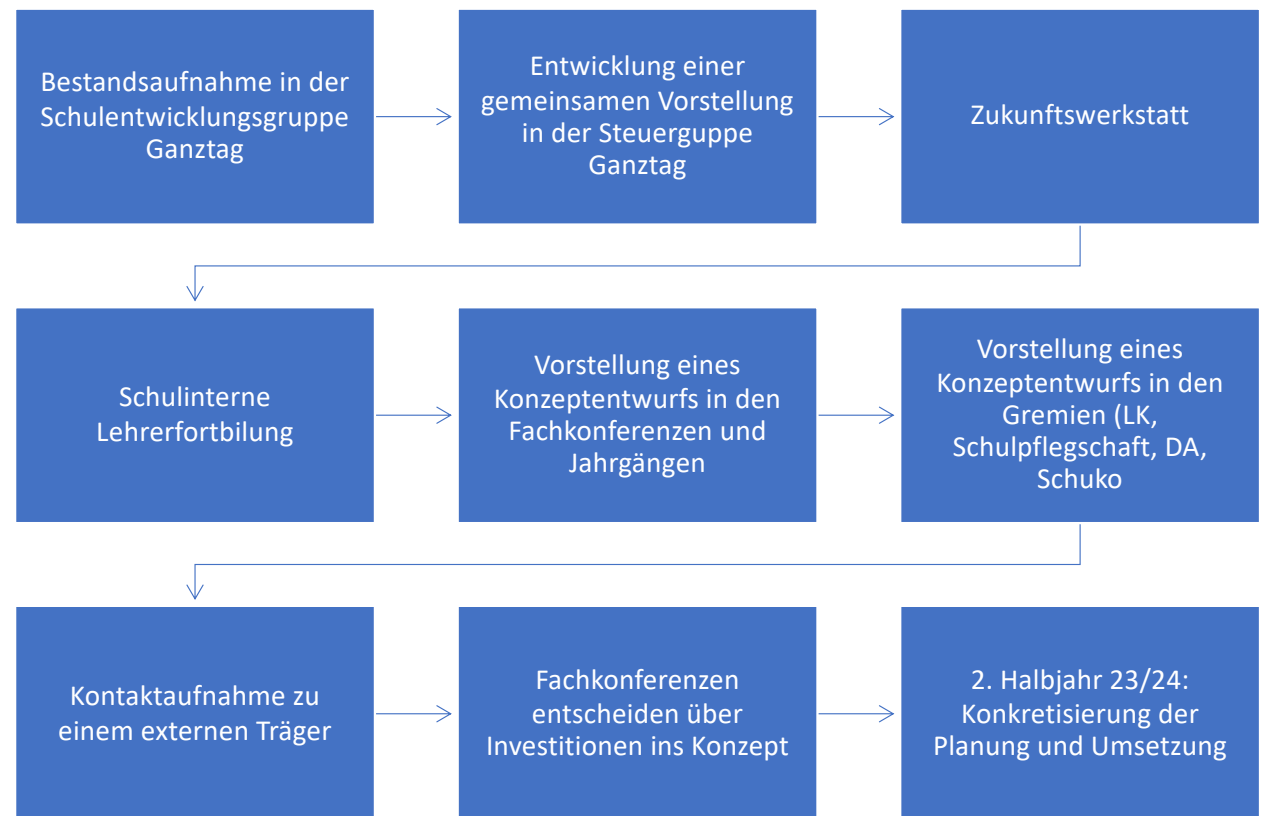 Bestandsaufnahme in der
Schulentwicklungsgruppe
Ganztag
Entwicklung einer
gemeinsamen Vorstellung
in der Steuerguppe
Ganztag
Zukunftswerkstatt
Schulinterne
Lehrerfortbilung
Vorstellung eines
Konzeptentwurfs in den
Fachkonferenzen und
Jahrgängen
Vorstellung eines
Konzeptentwurfs in den
Gremien (LK,
Schulpflegschaft, DA,
Schuko
Kontaktaufnahme zu
einem externen Träger
Fachkonferenzen
entscheiden über
Investitionen ins Konzept
2. Halbjahr 23/24:
Konkretisierung der
Planung und Umsetzung